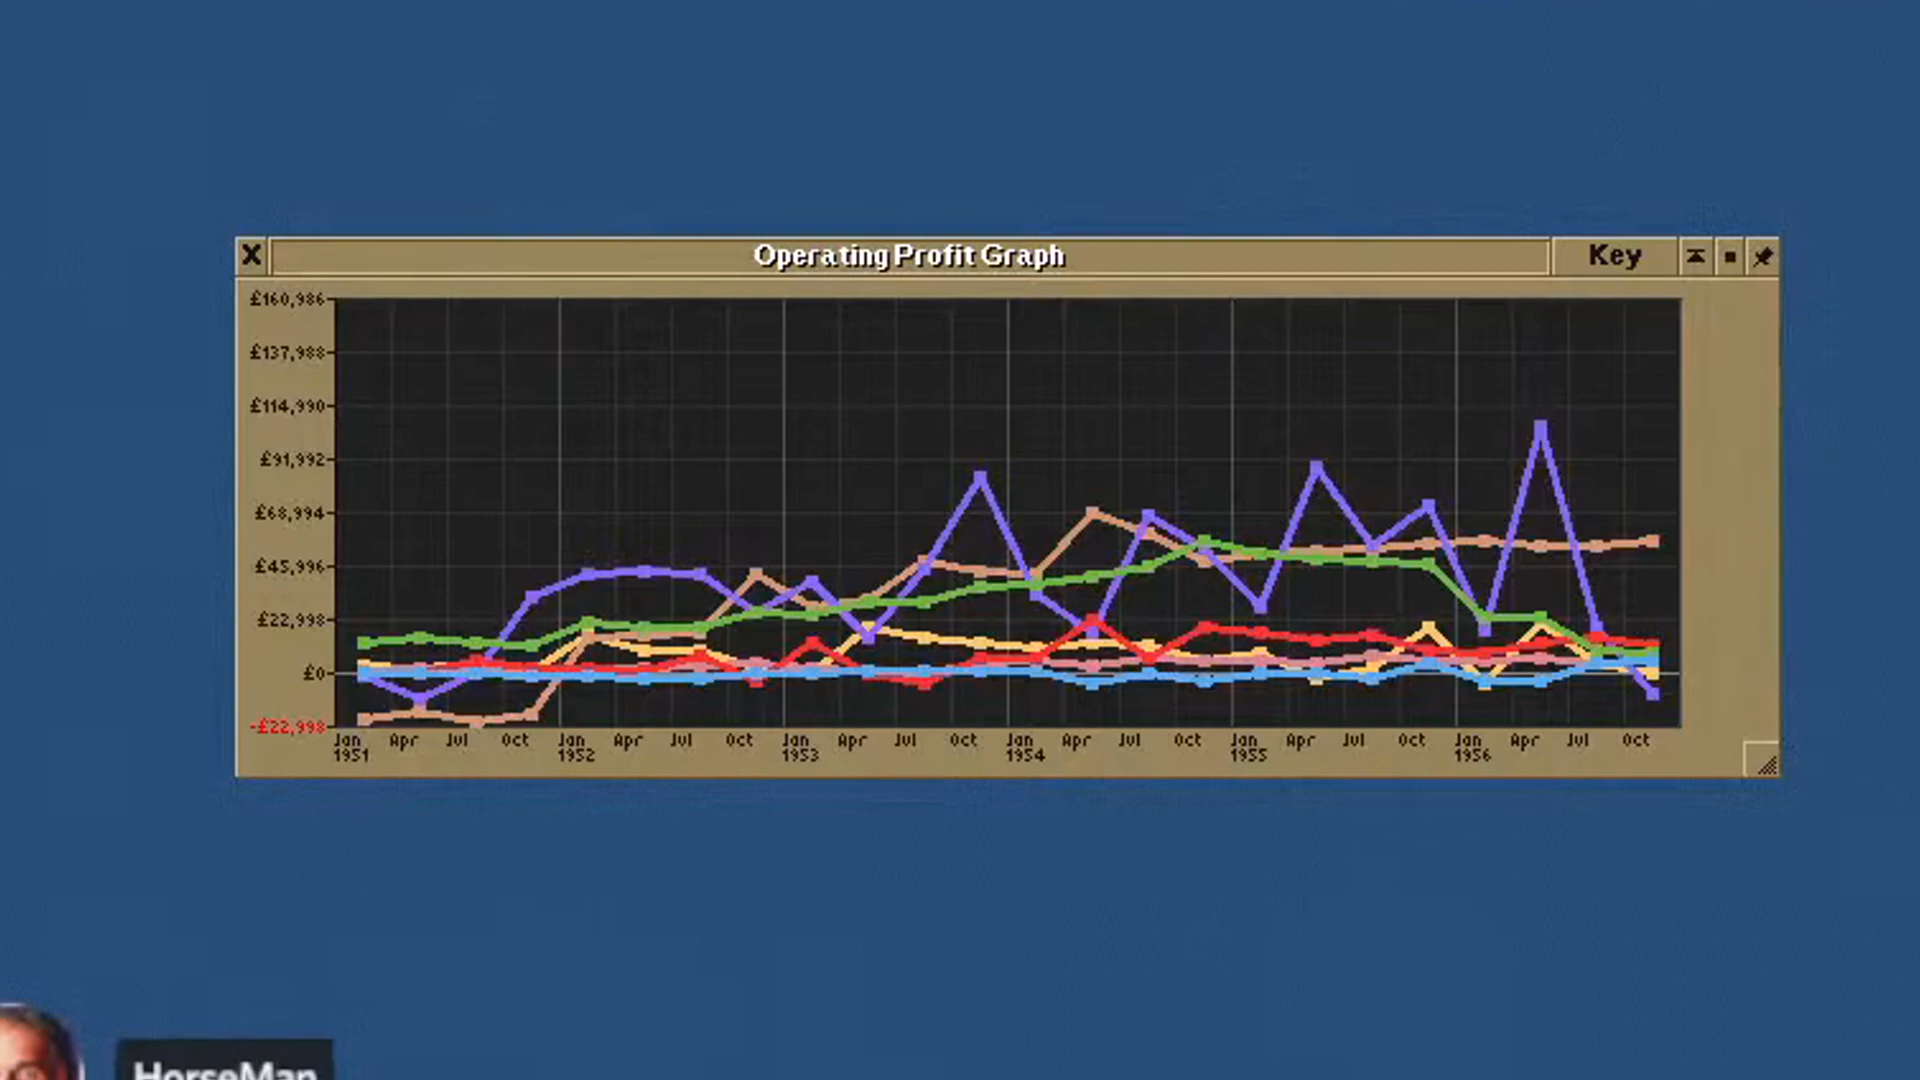 X Operating Profit Graph Key
£160,986
£137,988
£114,990
£91,992
£68,994
£45,996
£22,998
£0
-£22,998
Jan Apr Jul Oct Jan Apr Jul Oct Jan Apr Jul Oct Jan Apr Jul Oct Jan Apr Jul Oct Jan Apr Jul Oct
1951 1952 1953 1954 1955 1956
HorseMan